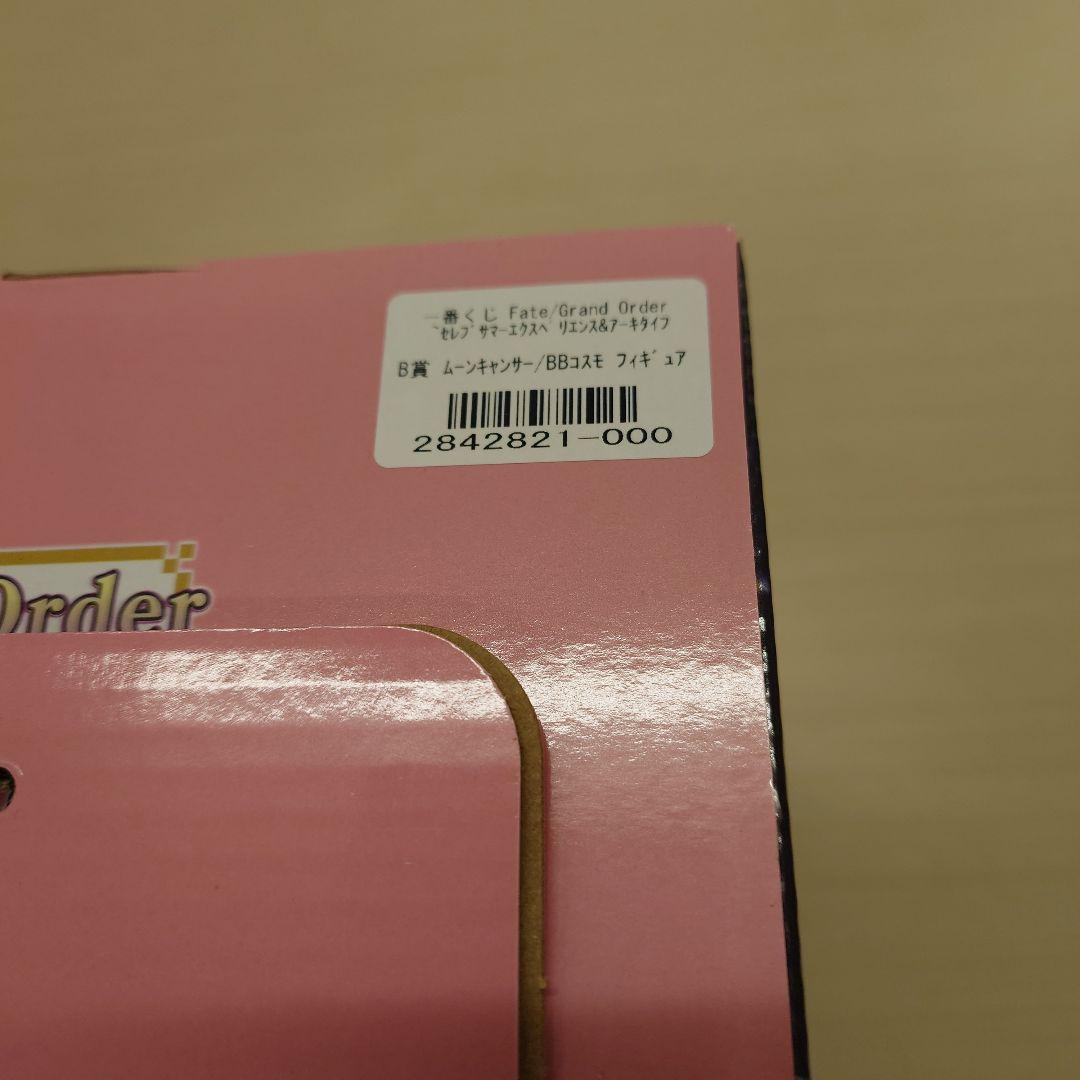 一番くじ Fate/Grand Order
~セレブサマーエクスペリエンス&アーキタイプ
B賞 ムーンキャンサー/BBコスモ フィギュア
2842821-000
Order